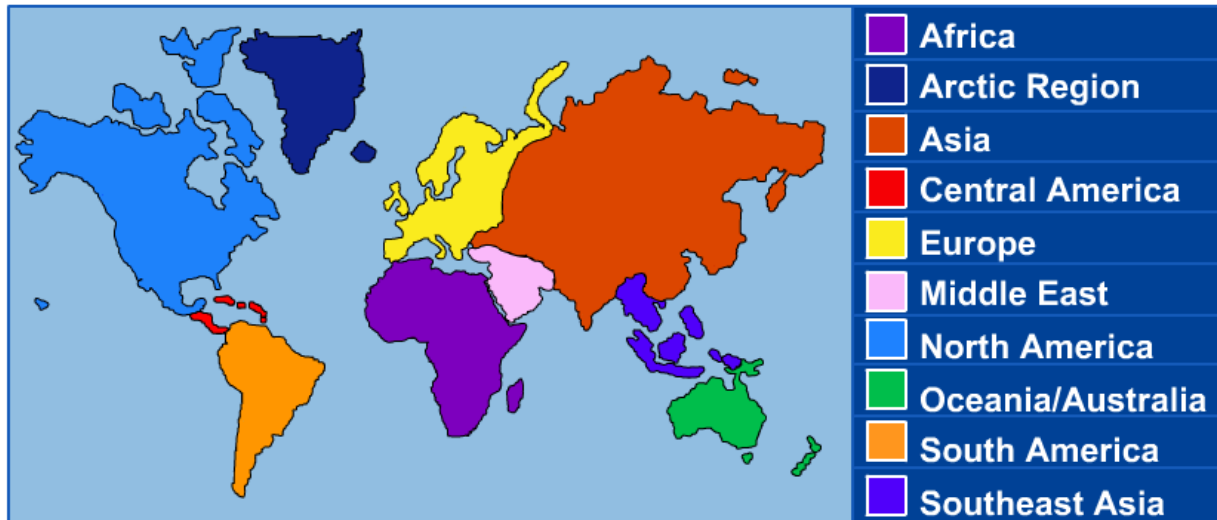 Africa
Arctic Region
Asia
Central America
Europe
Middle East
North America
Oceania/Australia
South America
Southeast Asia